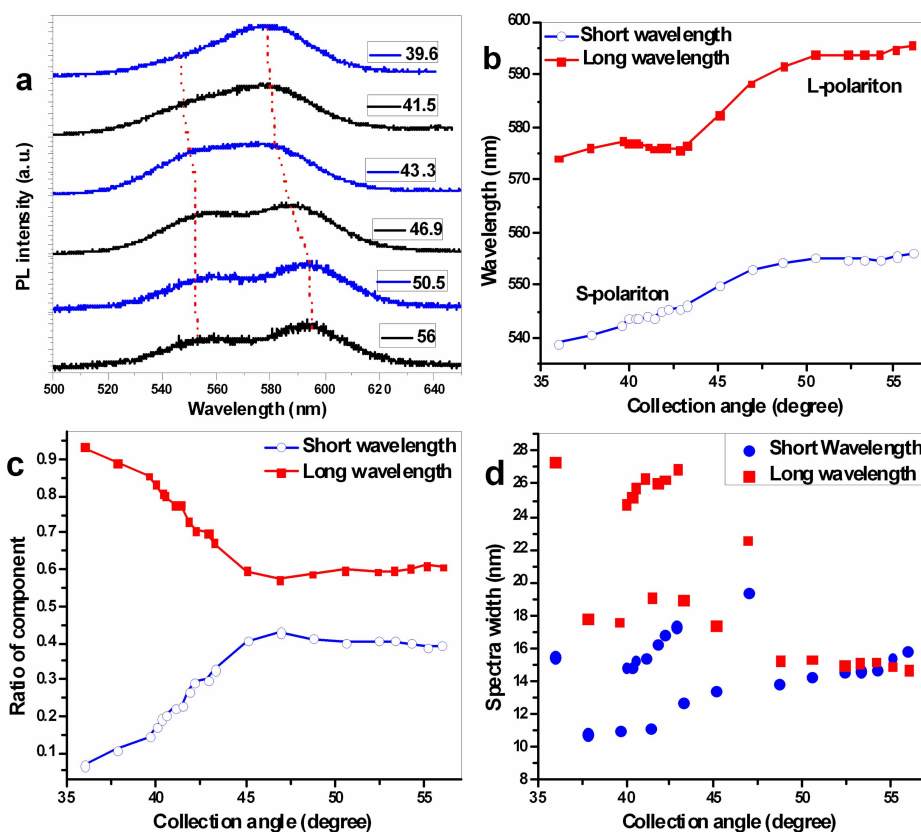 a
39.6
41.5
43.3
46.9
50.5
56
PL intensity (a. u.)
500 520 540 560 580 600 620 640
Wavelength (nm)
b
Short wavelength
Long wavelength
L-polariton
S-polariton
600
590
580
570
560
550
540
Wavelength (nm)
35 40 45 50 55
Collection angle (degree)
c
Short wavelength
Long wavelength
0.9
0.8
0.7
0.6
0.5
0.4
0.3
0.2
0.1
Ratio of component
35 40 45 50 55
Collection angle (degree)
d
Short Wavelength
Long wavelength
28
26
24
22
20
18
16
14
12
10
8
Spectra width (nm)
35 40 45 50 55
Collection angle (degree)